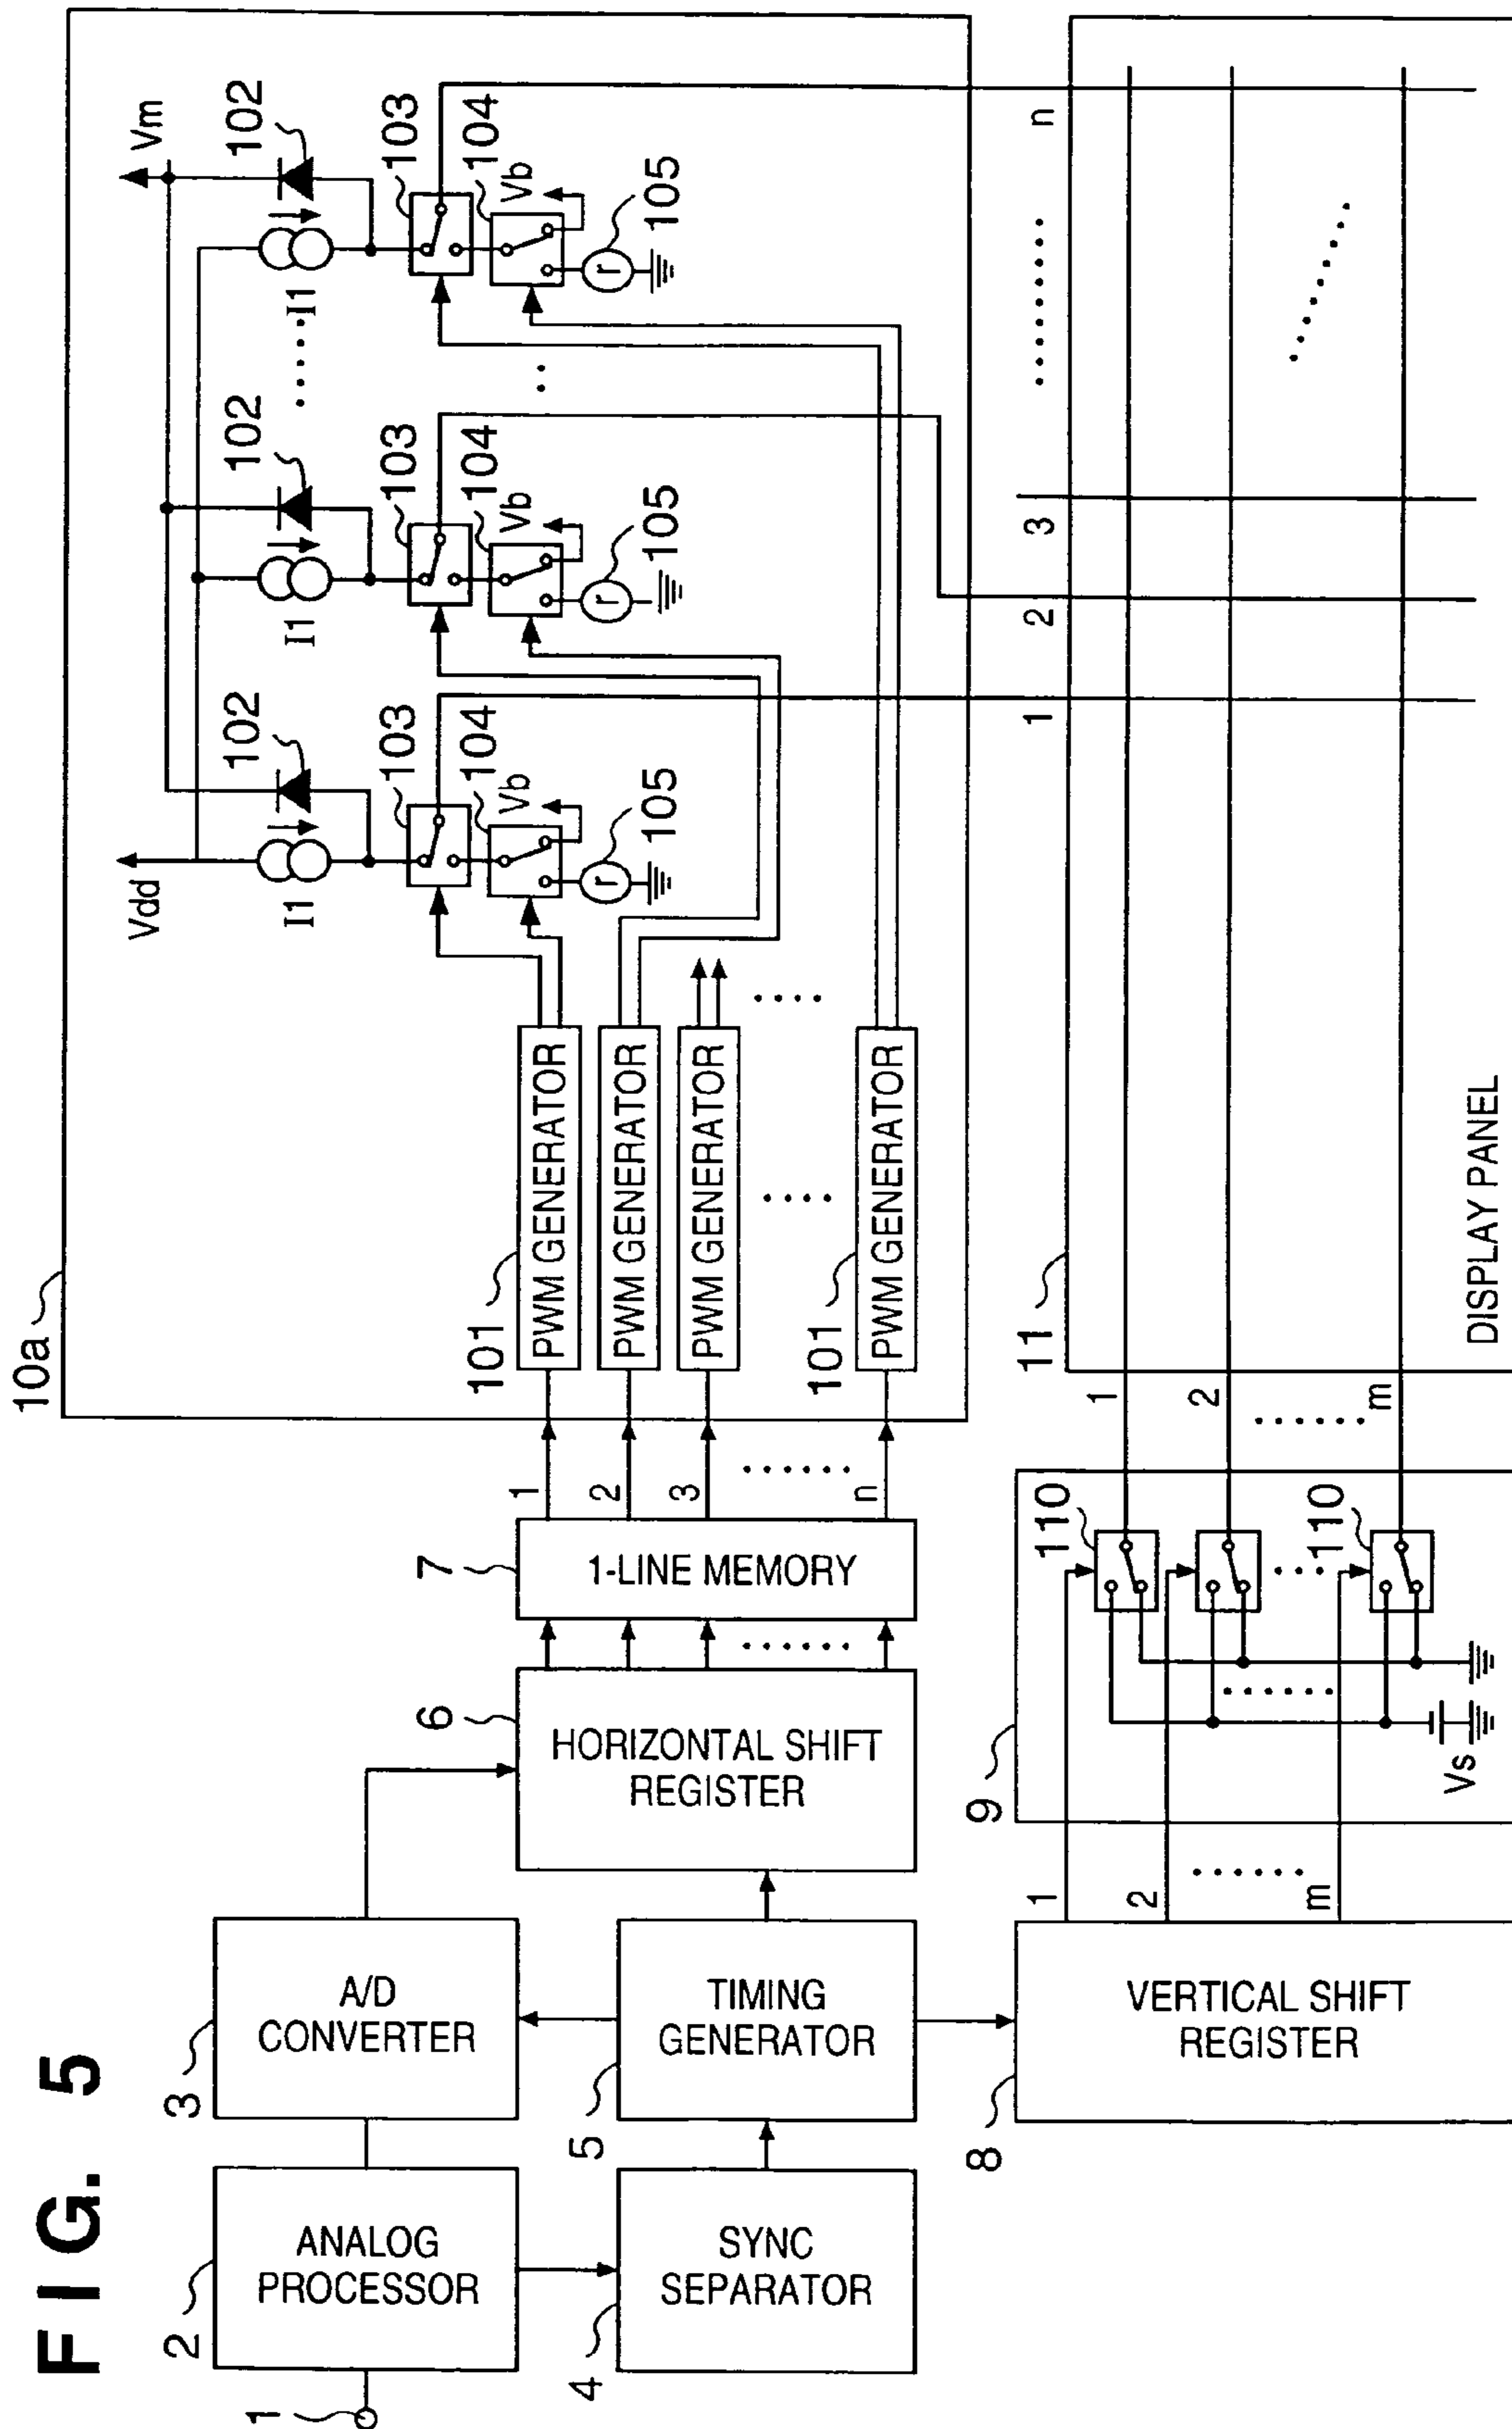 FIG. 5
1
2
ANALOG
PROCESSOR
3
A/D
CONVERTER
4
SYNC
SEPARATOR
5
TIMING
GENERATOR
6
HORIZONTAL SHIFT
REGISTER
7
1-LINE MEMORY
1
2
3
n
8
VERTICAL SHIFT
REGISTER
1
2
m
9
110
110
Vs
1
2
m
10a
101
PWM GENERATOR
PWM GENERATOR
PWM GENERATOR
101
PWM GENERATOR
Vdd
Vm
I1
102
103
104
Vb
r
105
I1
102
103
104
Vb
r
105
I1
102
103
104
Vb
r
105
11
1
2
3
n
DISPLAY PANEL